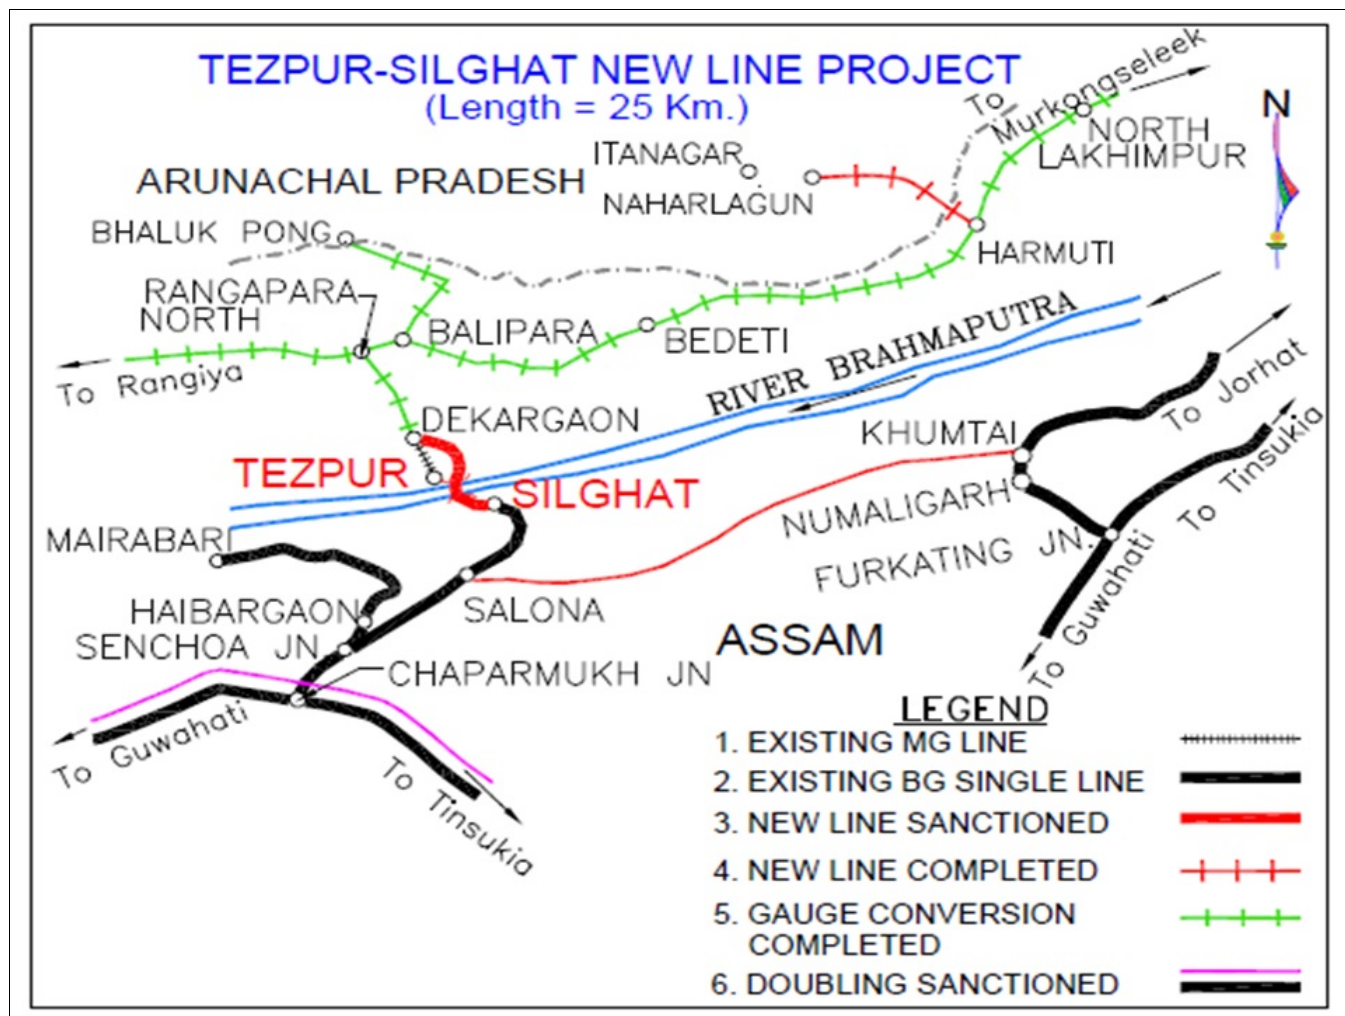 TEZPUR-SILGHAT NEW LINE PROJECT
(Length = 25 Km.)
To
Murkongseleek
N
NORTH
LAKHIMPUR
ITANAGAR
NAHARLAGUN
ARUNACHAL PRADESH
BHALUK PONG
HARMUTI
RANGAPARA
NORTH
BALIPARA
BEDETI
RIVER BRAHMAPUTRA
To Rangiya
To Jorhat
DEKARGAON
KHUMTAI
To Tinsukia
TEZPUR
SILGHAT
NUMALIGARH
MAIRABARI
FURKATING JN.
HAIBARGAON
SALONA
To Guwahati
SENCHOA JN
ASSAM
CHAPARMUKH JN
To Guwahati
To Tinsukia
LEGEND
1. EXISTING MG LINE
2. EXISTING BG SINGLE LINE
3. NEW LINE SANCTIONED
4. NEW LINE COMPLETED
5. GAUGE CONVERSION
COMPLETED
6. DOUBLING SANCTIONED